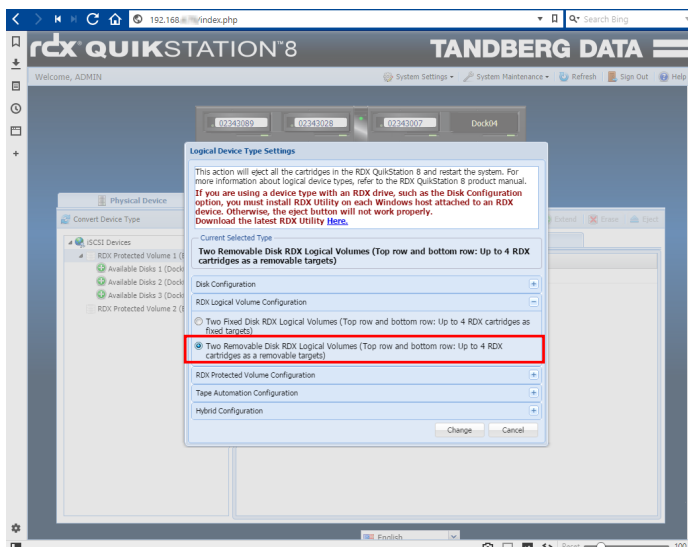 192.168. /index.php
Search Bing
rdx QUIKSTATION™8
TANDBERG DATA
Welcome, ADMIN
System Settings
System Maintenance
Refresh
Sign Out
Help
02343089
02343028
02343007
Dock04
Logical Device Type Settings
This action will eject all the cartridges in the RDX QuikStation 8 and restart the system. For
more information about logical device types, refer to the RDX QuikStation 8 product manual.
If you are using a device type with an RDX drive, such as the Disk Configuration
option, you must install RDX Utility on each Windows host attached to an RDX
device. Otherwise, the eject button will not work properly.
Download the latest RDX Utility Here.
Current Selected Type
Two Removable Disk RDX Logical Volumes (Top row and bottom row: Up to 4 RDX
cartridges as a removable targets)
Disk Configuration
RDX Logical Volume Configuration
Two Fixed Disk RDX Logical Volumes (Top row and bottom row: Up to 4 RDX cartridges as
fixed targets)
Two Removable Disk RDX Logical Volumes (Top row and bottom row: Up to 4 RDX
cartridges as a removable targets)
RDX Protected Volume Configuration
Tape Automation Configuration
Hybrid Configuration
Change
Cancel
Physical Device
Convert Device Type
Extend
Erase
Eject
iSCSI Devices
RDX Protected Volume 1 (
Available Disks 1 (Dock
Available Disks 2 (Dock
Available Disks 3 (Dock
RDX Protected Volume 2 (
English
Reset
100